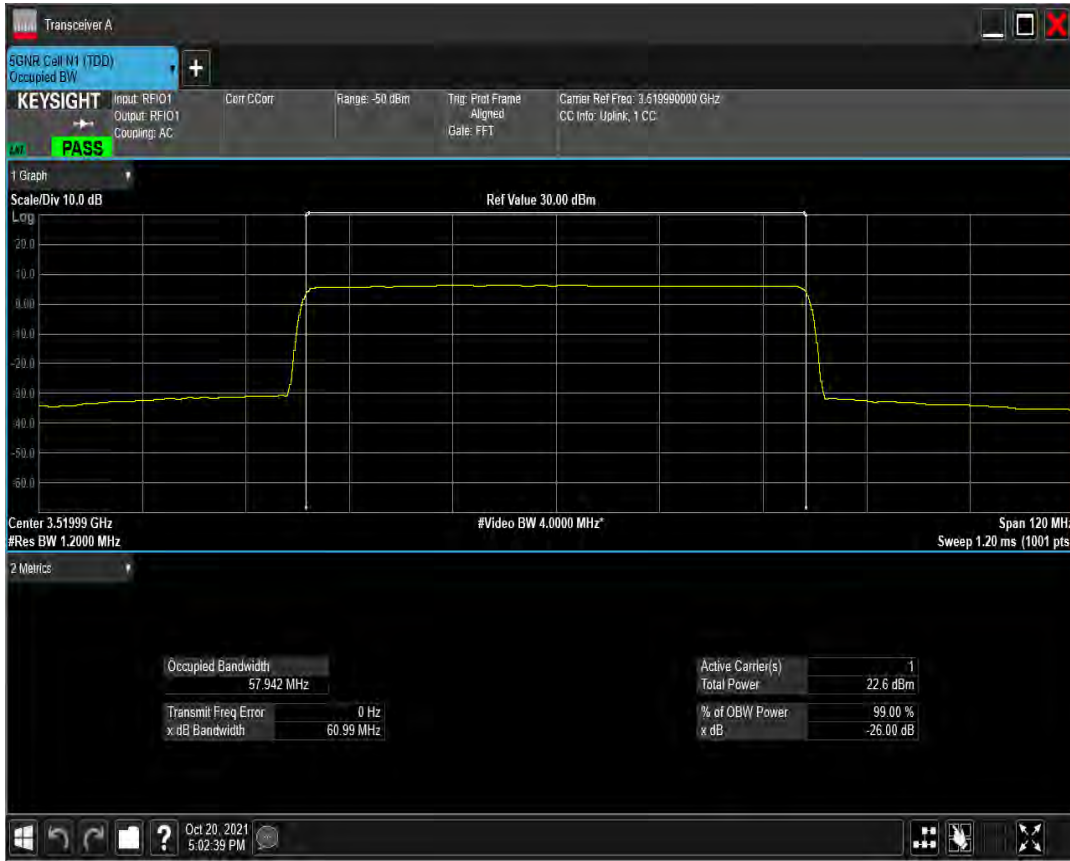 Transceiver A
5GNR Cell N1 (TDD)
Occupied BW
+
KEYSIGHT
Input: RFIO1
Output: RFIO1
Coupling: AC
Corr CCorr
Range: -50 dBm
Trig: Prot Frame
Aligned
Gate: FFT
Carrier Ref Freq: 3.519990000 GHz
CC Info: Uplink, 1 CC
PASS
1 Graph
Scale/Div 10.0 dB
Ref Value 30.00 dBm
Log
20.0
10.0
0.00
-10.0
-20.0
-30.0
-40.0
-50.0
-60.0
Center 3.51999 GHz
#Video BW 4.0000 MHz*
Span 120 MHz
#Res BW 1.2000 MHz
Sweep 1.20 ms (1001 pts
2 Metrics
Occupied Bandwidth
57.942 MHz
Transmit Freq Error 0 Hz
x dB Bandwidth 60.99 MHz
Active Carrier(s) 1
Total Power 22.6 dBm
% of OBW Power 99.00 %
x dB -26.00 dB
?
Oct 20, 2021
5:02:39 PM